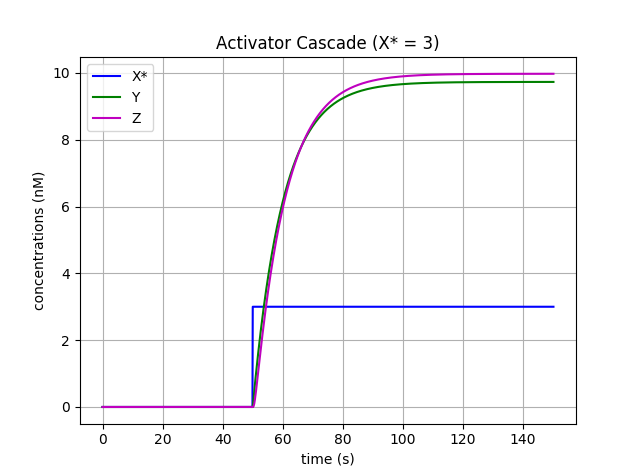 Activator Cascade (X* = 3)
X*
Y
Z
concentrations (nM)
10
8
6
4
2
0
0 20 40 60 80 100 120 140
time (s)